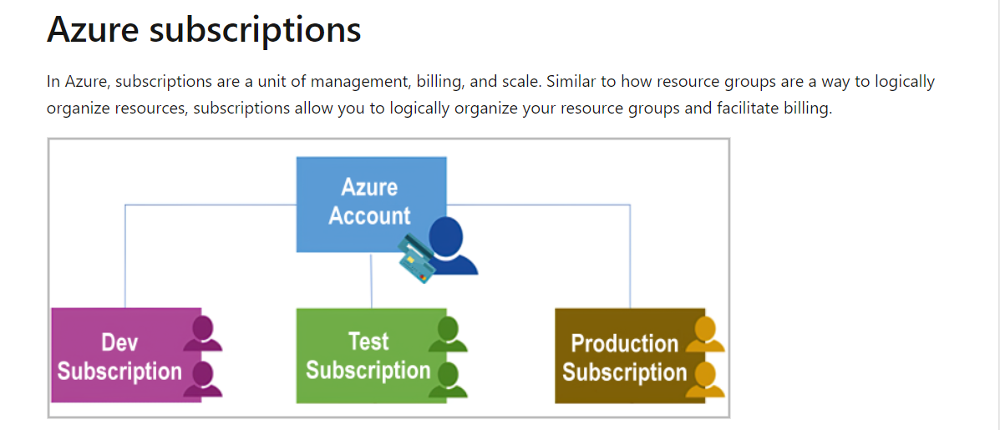 Azure subscriptions
In Azure, subscriptions are a unit of management, billing, and scale. Similar to how resource groups are a way to logically
organize resources, subscriptions allow you to logically organize your resource groups and facilitate billing.
Azure
Account
Dev
Subscription
Test
Subscription
Production
Subscription